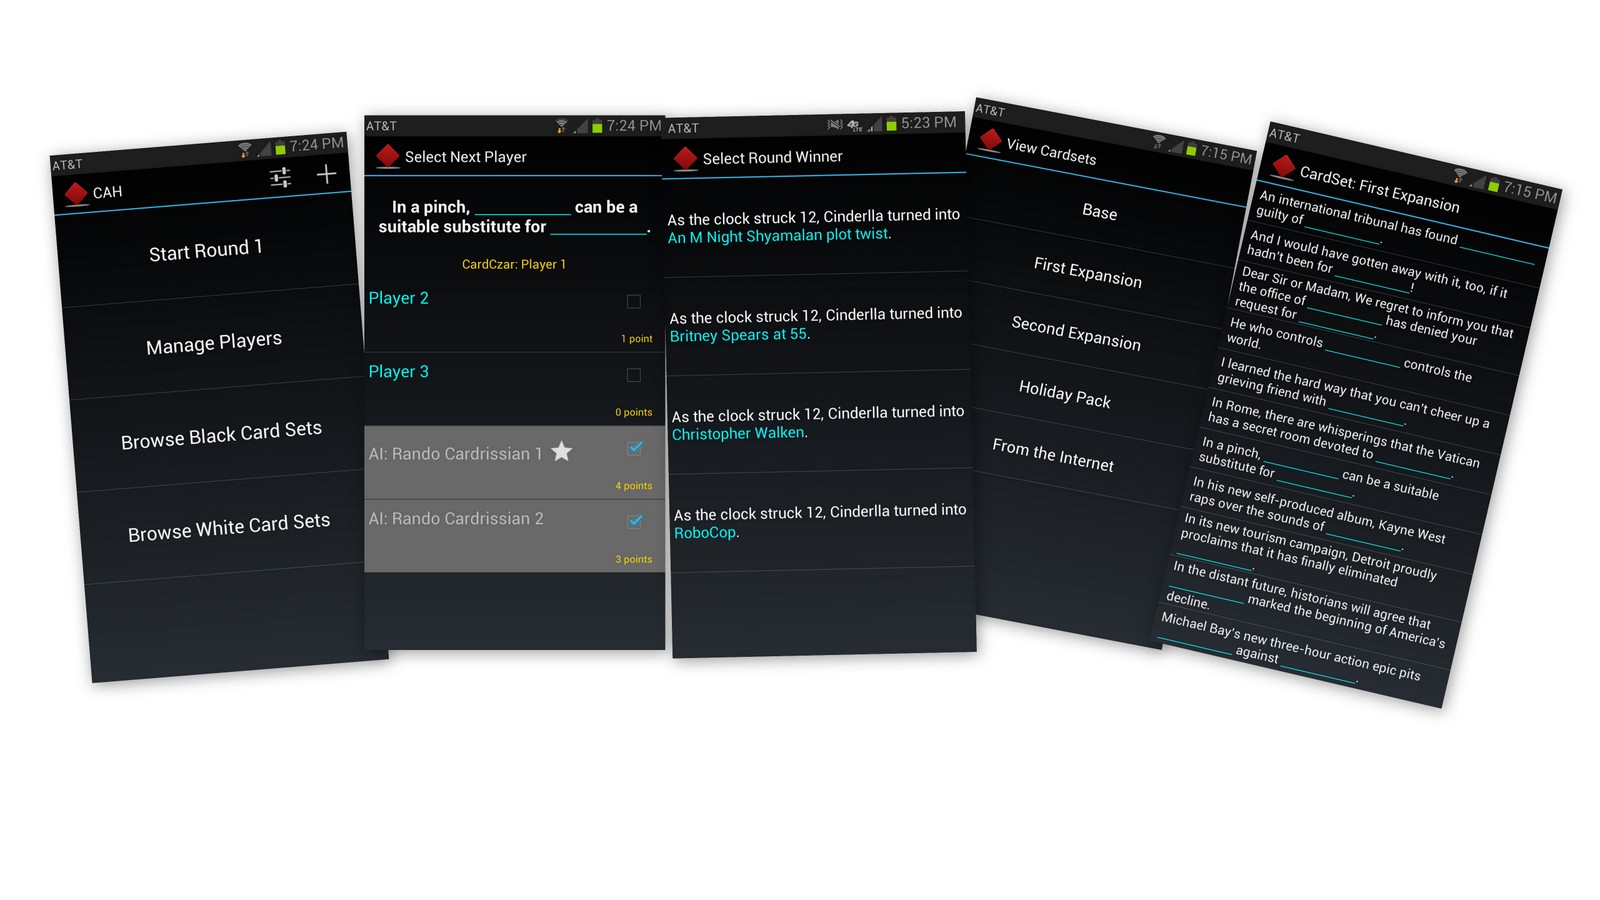 AT&T 7:24 PM
CAH
Start Round 1
Manage Players
Browse Black Card Sets
Browse White Card Sets
AT&T 7:24 PM
Select Next Player
In a pinch, __________ can be a
suitable substitute for __________.
CardCzar: Player 1
Player 2
1 point
Player 3
0 points
AI: Rando Cardrissian 1
4 points
AI: Rando Cardrissian 2
3 points
AT&T 4G LTE 5:23 PM
Select Round Winner
As the clock struck 12, Cinderlla turned into
An M Night Shyamalan plot twist.
As the clock struck 12, Cinderlla turned into
Britney Spears at 55.
As the clock struck 12, Cinderlla turned into
Christopher Walken.
As the clock struck 12, Cinderlla turned into
RoboCop.
AT&T 7:15 PM
View Cardsets
Base
First Expansion
Second Expansion
Holiday Pack
From the Internet
AT&T 7:15 PM
CardSet: First Expansion
An international tribunal has found __________
guilty of __________.
And I would have gotten away with it, too, if it
hadn't been for __________!
Dear Sir or Madam, We regret to inform you that
the office of __________ has denied your
request for __________.
He who controls __________ controls the
world.
I learned the hard way that you can't cheer up a
grieving friend with __________.
In Rome, there are whisperings that the Vatican
has a secret room devoted to __________.
In a pinch, __________ can be a suitable
substitute for __________.
In his new self-produced album, Kayne West
raps over the sounds of __________.
In its new tourism campaign, Detroit proudly
proclaims that it has finally eliminated
__________.
In the distant future, historians will agree that
__________ marked the beginning of America's
decline.
Michael Bay's new three-hour action epic pits
__________ against __________.